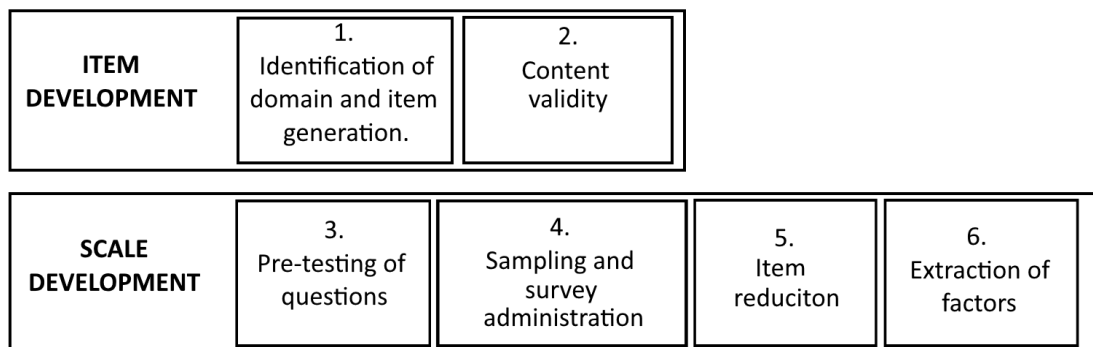 ITEM
DEVELOPMENT
1.
Identification of
domain and item
generation.
2.
Content
validity
SCALE
DEVELOPMENT
3.
Pre-testing of
questions
4.
Sampling and
survey
administration
5.
Item
reduciton
6.
Extraction of
factors